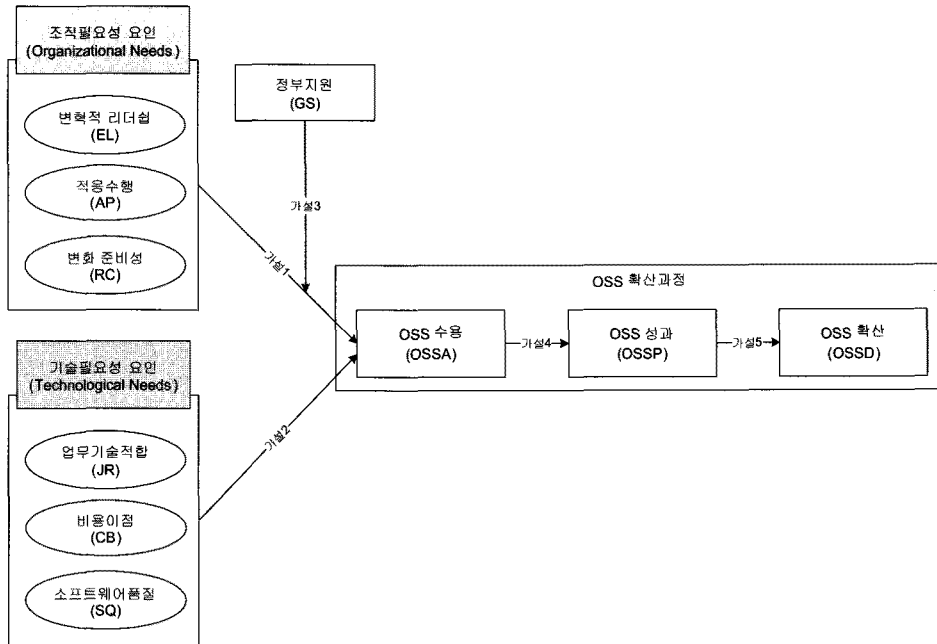 조직필요성 요인
(Organizational Needs)
변혁적 리더쉽
(EL)
적응수행
(AP)
변화 준비성
(RC)
정부지원
(GS)
가설3
가설1
OSS 확산과정
OSS 수용
(OSSA)
가설4
OSS 성과
(OSSP)
가설5
OSS 확산
(OSSD)
기술필요성 요인
(Technological Needs)
가설2
업무기술적합
(JR)
비용이점
(CB)
소프트웨어품질
(SQ)